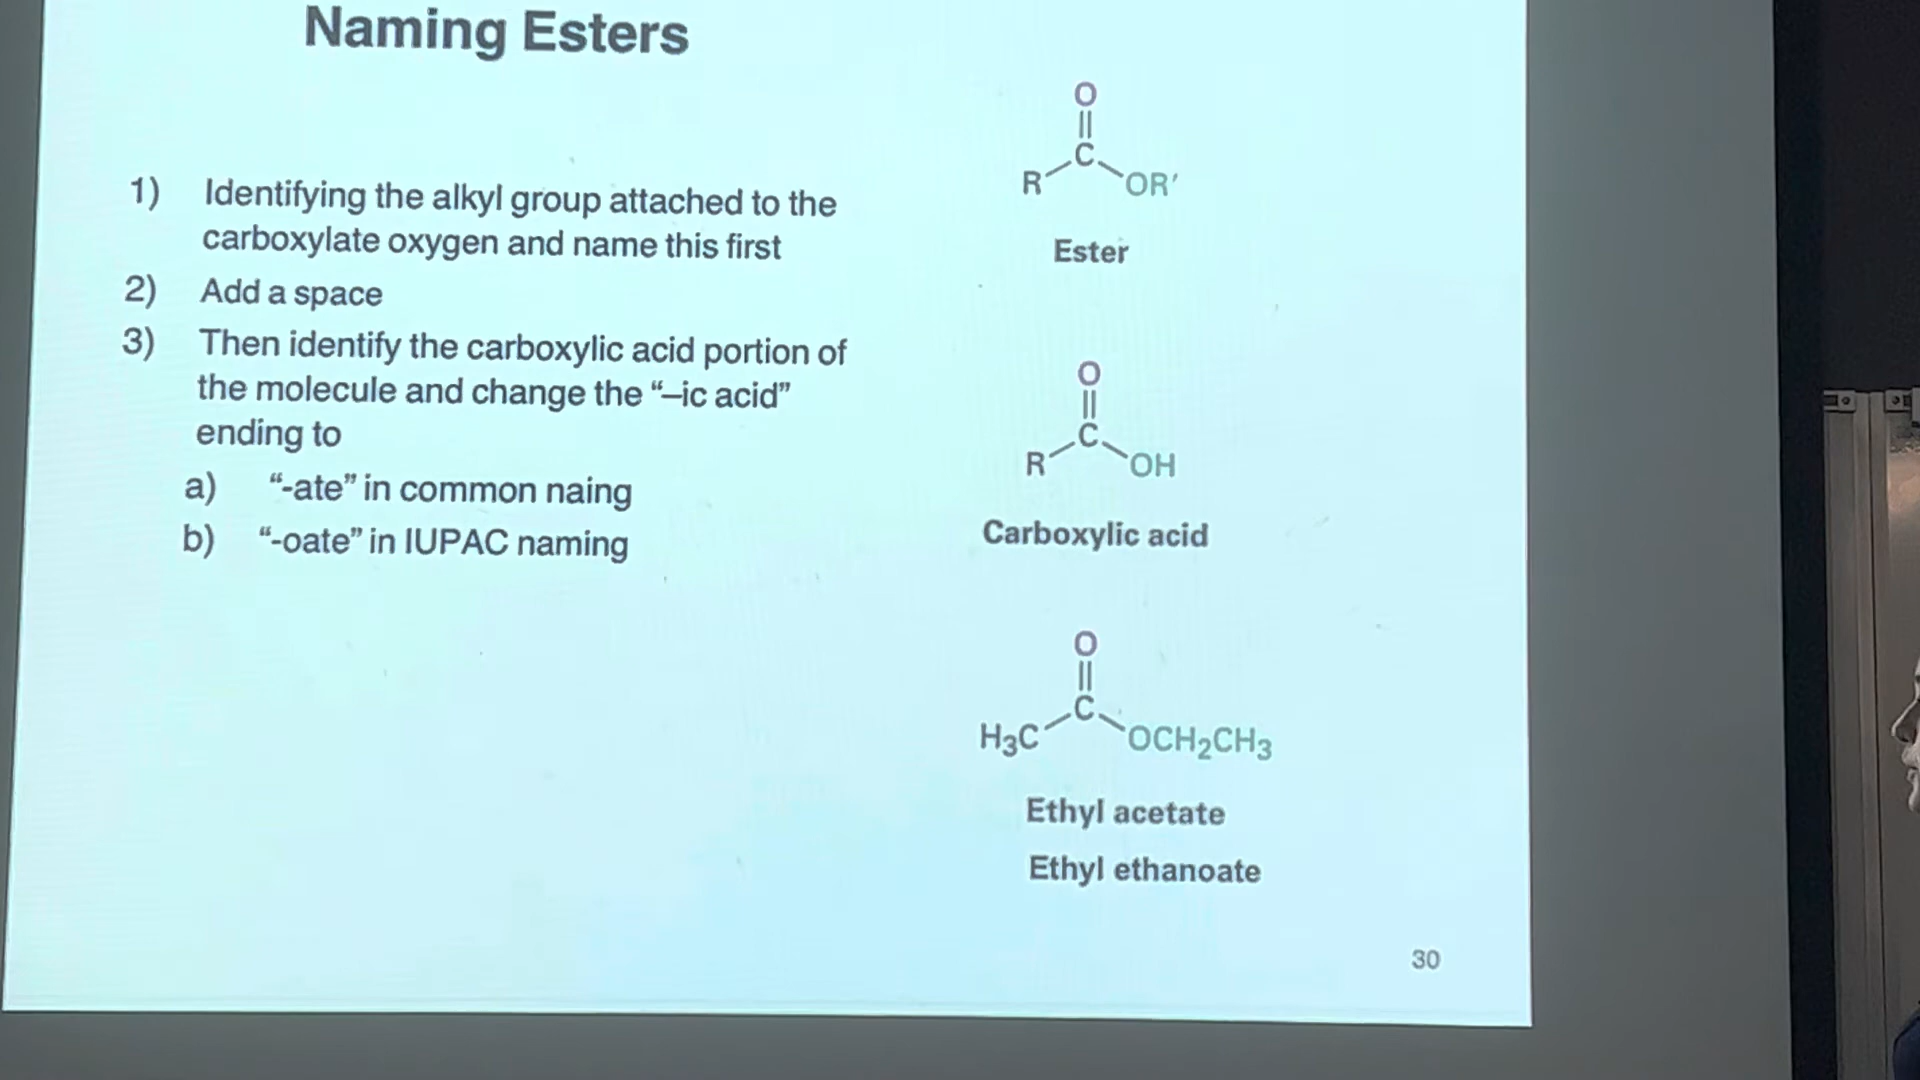 Naming Esters
1) Identifying the alkyl group attached to the
carboxylate oxygen and name this first
2) Add a space
3) Then identify the carboxylic acid portion of
the molecule and change the “–ic acid”
ending to
a) “-ate” in common naing
b) “-oate” in IUPAC naming
O
C
R OR′
Ester
O
C
R OH
Carboxylic acid
O
C
H₃C OCH₂CH₃
Ethyl acetate
Ethyl ethanoate
30